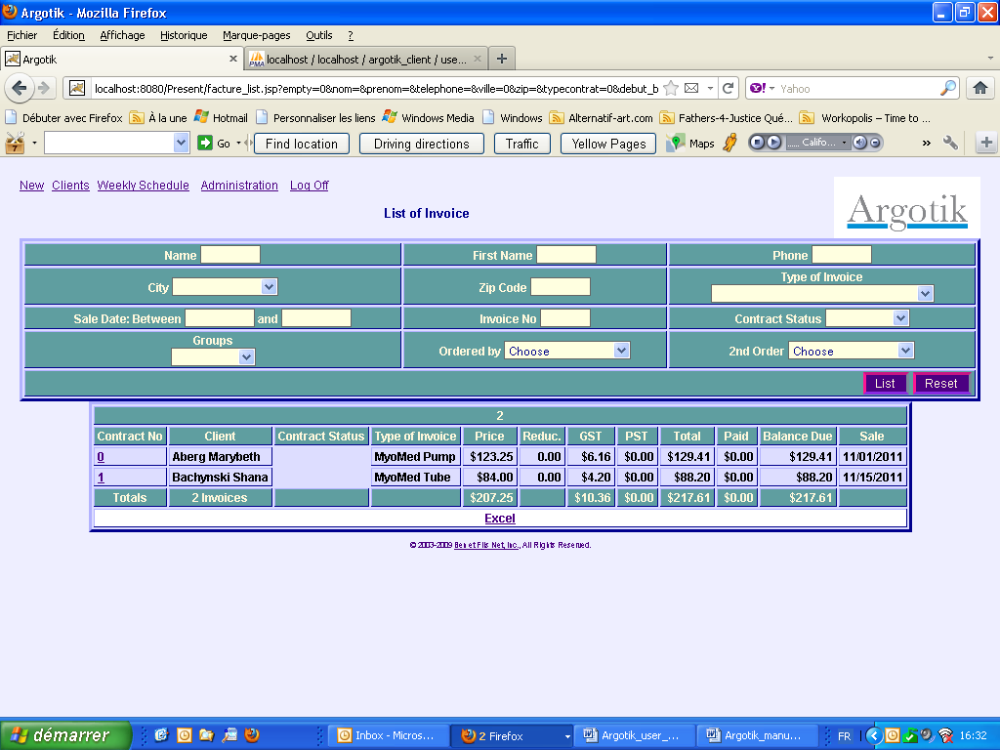 Argotik - Mozilla Firefox
Fichier Édition Affichage Historique Marque-pages Outils ?
Argotik localhost / localhost / argotik_client / use...
localhost:8080/Present/facture_list.jsp?empty=0&nom=&prenom=&telephone=&ville=0&zip=&typecontrat=0&debut_b Yahoo
Débuter avec Firefox À la une Hotmail Personnaliser les liens Windows Media Windows Alternatif-art.com Fathers-4-Justice Qué... Workopolis – Time to ...
Go Find location Driving directions Traffic Yellow Pages Maps ..... Califo... »
New Clients Weekly Schedule Administration Log Off
Argotik
List of Invoice
Name First Name Phone
City Zip Code Type of Invoice
Sale Date: Between and Invoice No Contract Status
Groups Ordered by Choose 2nd Order Choose
List Reset
2
Contract No Client Contract Status Type of Invoice Price Reduc. GST PST Total Paid Balance Due Sale
0 Aberg Marybeth MyoMed Pump $123.25 0.00 $6.16 $0.00 $129.41 $0.00 $129.41 11/01/2011
1 Bachynski Shana MyoMed Tube $84.00 0.00 $4.20 $0.00 $88.20 $0.00 $88.20 11/15/2011
Totals 2 Invoices $207.25 $10.36 $0.00 $217.61 $0.00 $217.61
Excel
© 2003-2009 Ben et Fils Net, Inc., All Rights Reserved.
démarrer Inbox - Micros... 2 Firefox Argotik_user_... Argotik_manu... FR 16:32